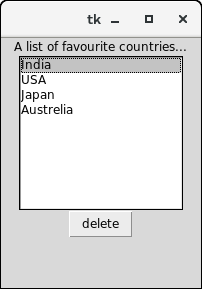 tk
A list of favourite countries...
India
USA
Japan
Austrelia
delete